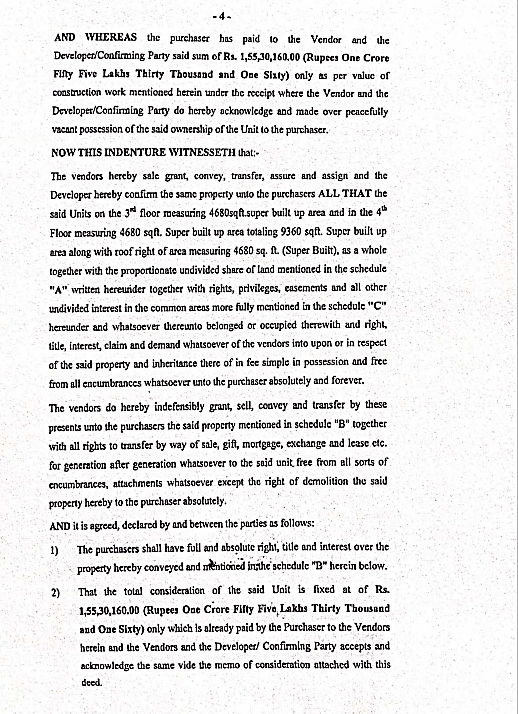 - 4 -
AND WHEREAS the purchaser has paid to the Vendor and the
Developer/Confirming Party said sum of Rs. 1,55,30,160.00 (Rupees One Crore
Fifty Five Lakhs Thirty Thousand and One Sixty) only as per value of
construction work mentioned herein under the receipt where the Vendor and the
Developer/Confirming Party do hereby acknowledge and made over peacefully
vacant possession of the said ownership of the Unit to the purchaser.
NOW THIS INDENTURE WITNESSETH that:-
The vendors hereby sale grant, convey, transfer, assure and assign and the
Developer hereby confirm the same property unto the purchasers ALL THAT the
said Units on the 3rd floor measuring 4680sqft.super built up area and in the 4th
Floor measuring 4680 sqft. Super built up area totaling 9360 sqft. Super built up
area along with roof right of area measuring 4680 sq. ft. (Super Built), as a whole
together with the proportionate undivided share of land mentioned in the schedule
"A" written hereunder together with rights, privileges, easements and all other
undivided interest in the common areas more fully mentioned in the schedule "C"
hereunder and whatsoever thereunto belonged or occupied therewith and right,
title, interest, claim and demand whatsoever of the vendors into upon or in respect
of the said property and inheritance there of in fee simple in possession and free
from all encumbrances whatsoever unto the purchaser absolutely and forever.
The vendors do hereby indefensibly grant, sell, convey and transfer by these
presents unto the purchasers the said property mentioned in schedule "B" together
with all rights to transfer by way of sale, gift, mortgage, exchange and lease etc.
for generation after generation whatsoever to the said unit free from all sorts of
encumbrances, attachments whatsoever except the right of demolition the said
property hereby to the purchaser absolutely.
AND it is agreed, declared by and between the parties as follows:
1) The purchasers shall have full and absolute right, title and interest over the
property hereby conveyed and mentioned in the schedule "B" herein below.
2) That the total consideration of the said Unit is fixed at of Rs.
1,55,30,160.00 (Rupees One Crore Fifty Five Lakhs Thirty Thousand
and One Sixty) only which is already paid by the Purchaser to the Vendors
herein and the Vendors and the Developer/ Confirming Party accepts and
acknowledge the same vide the memo of consideration attached with this
deed.